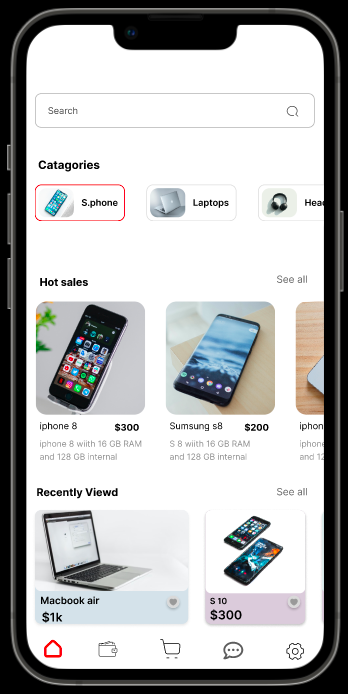 Search
Catagories
S.phone
Laptops
Head
Hot sales
See all
iphone 8
$300
iphone 8 wiith 16 GB RAM
and 128 GB internal
Sumsung s8
$200
S 8 wiith 16 GB RAM
and 128 GB internal
iphon
iphone
and 12
Recently Viewd
See all
Macbook air
$1k
S 10
$300